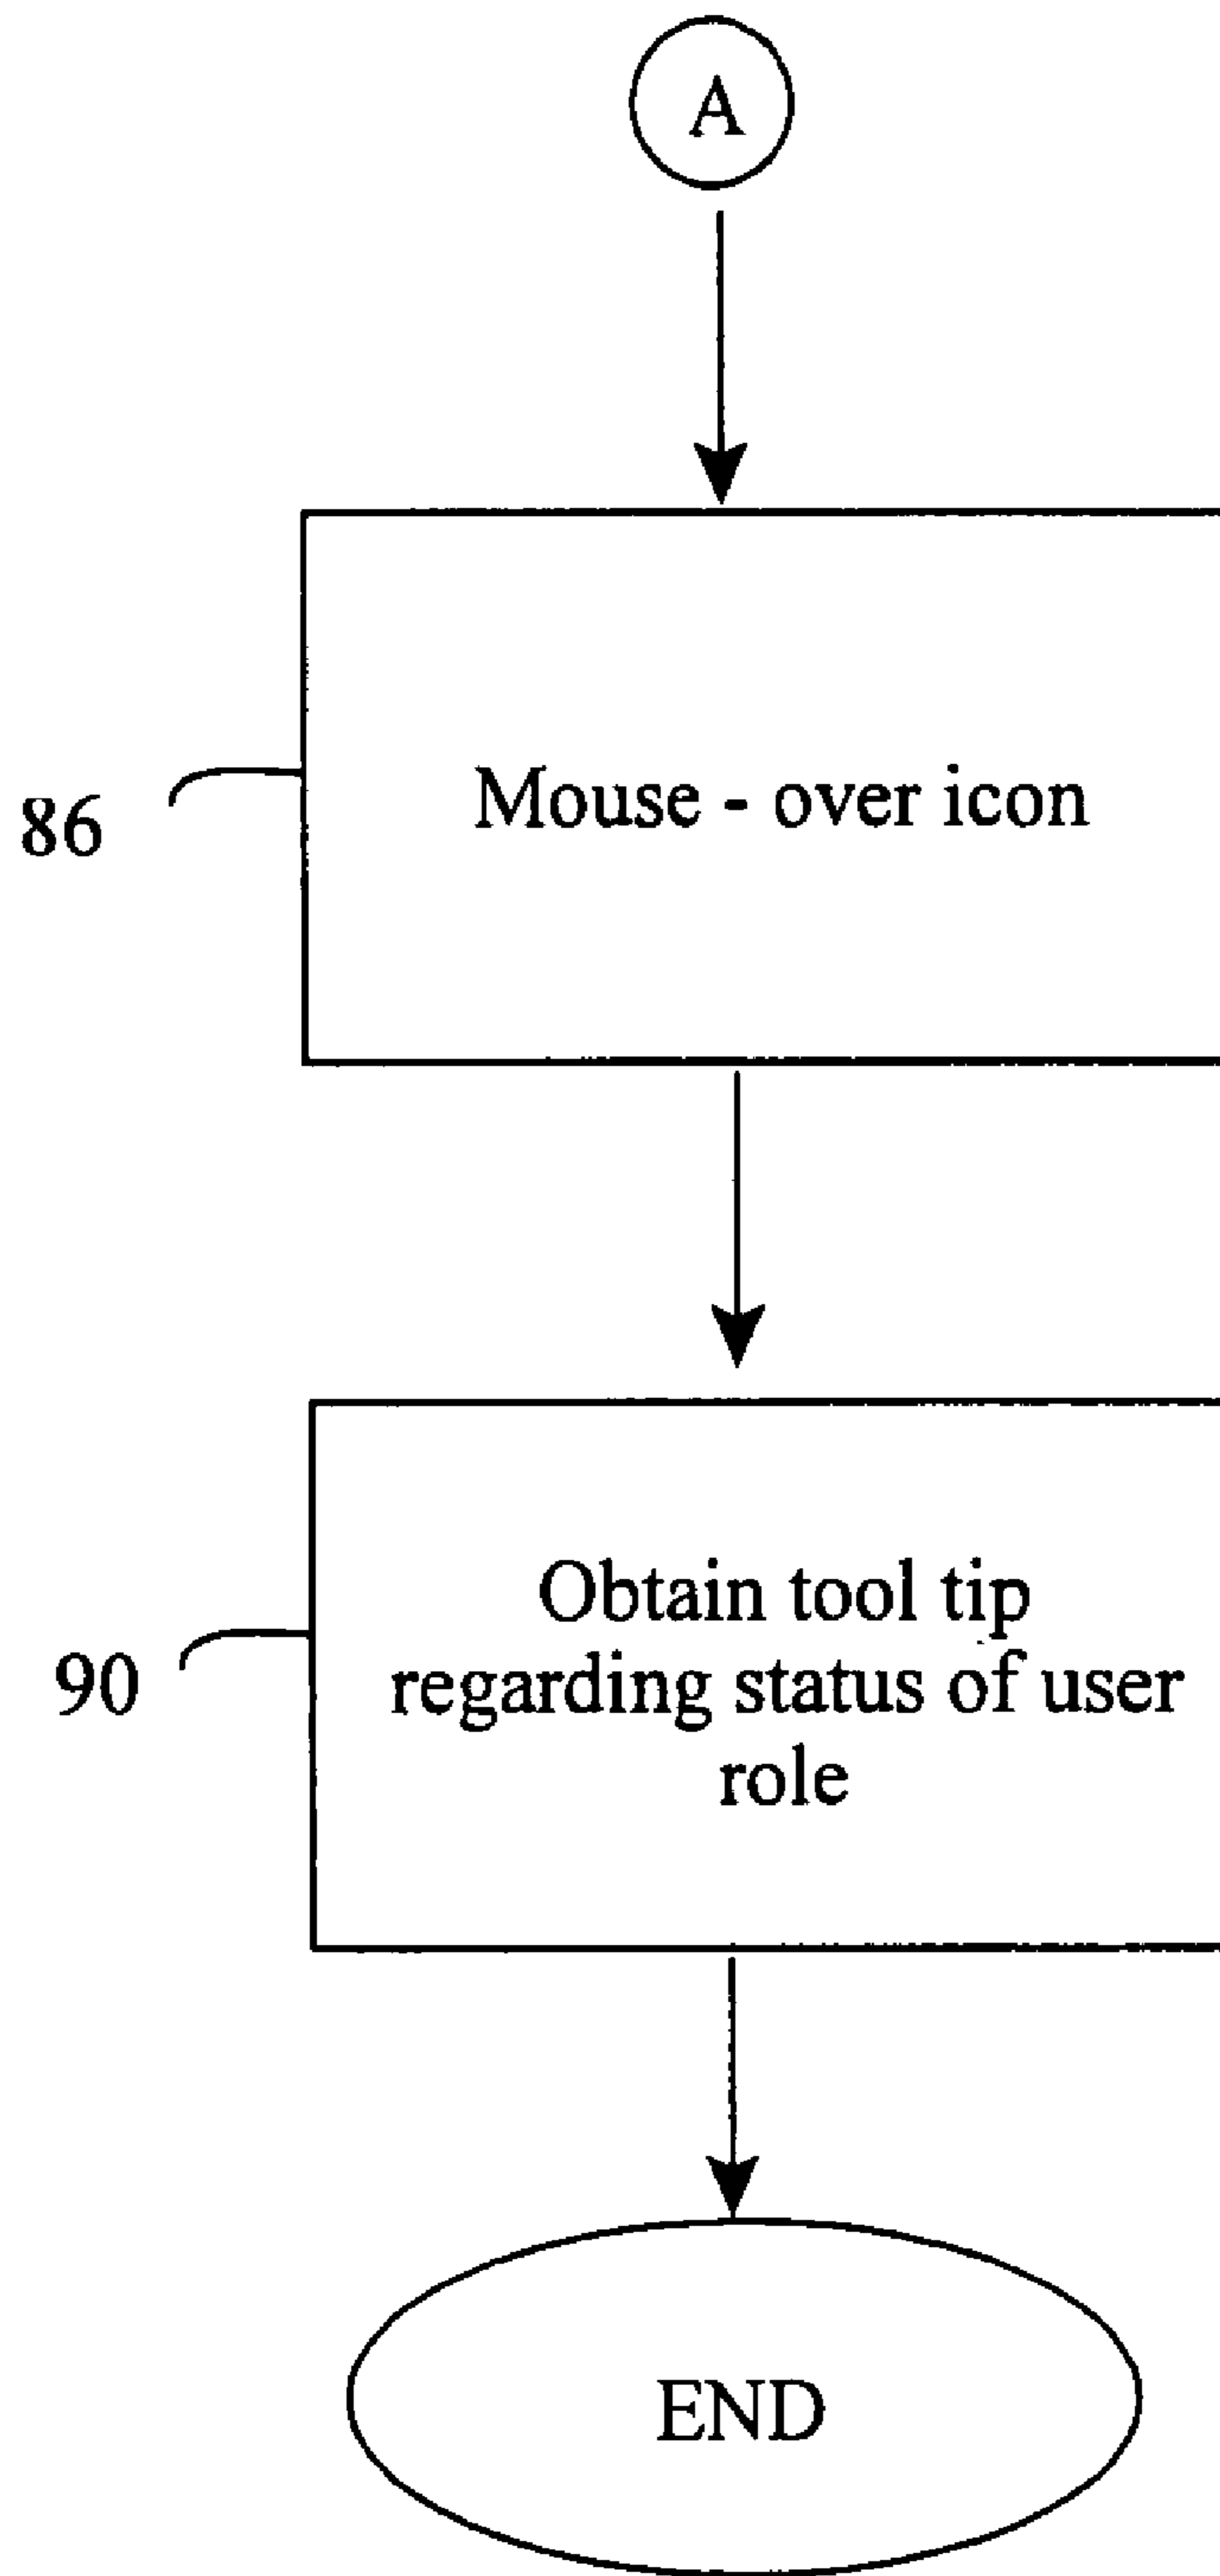 A
Mouse - over icon
86
Obtain tool tip
regarding status of user
role
90
END